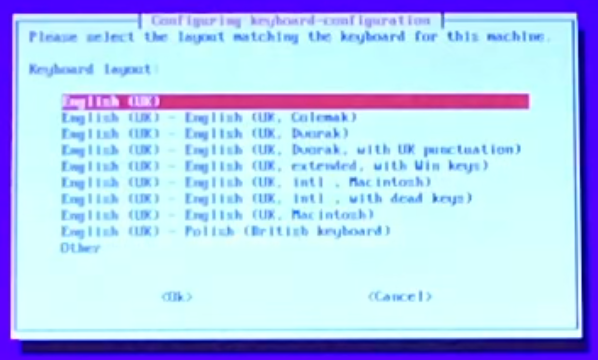 Configuring keyboard-configuration
Please select the layout matching the keyboard for this machine.
Keyboard layout:
English (UK)
English (UK) - English (UK, Colemak)
English (UK) - English (UK, Dvorak)
English (UK) - English (UK, Dvorak, with UK punctuation)
English (UK) - English (UK, extended, with Win keys)
English (UK) - English (UK, intl., Macintosh)
English (UK) - English (UK, intl., with dead keys)
English (UK) - English (UK, Macintosh)
English (UK) - Polish (British keyboard)
Other
<Ok> <Cancel>